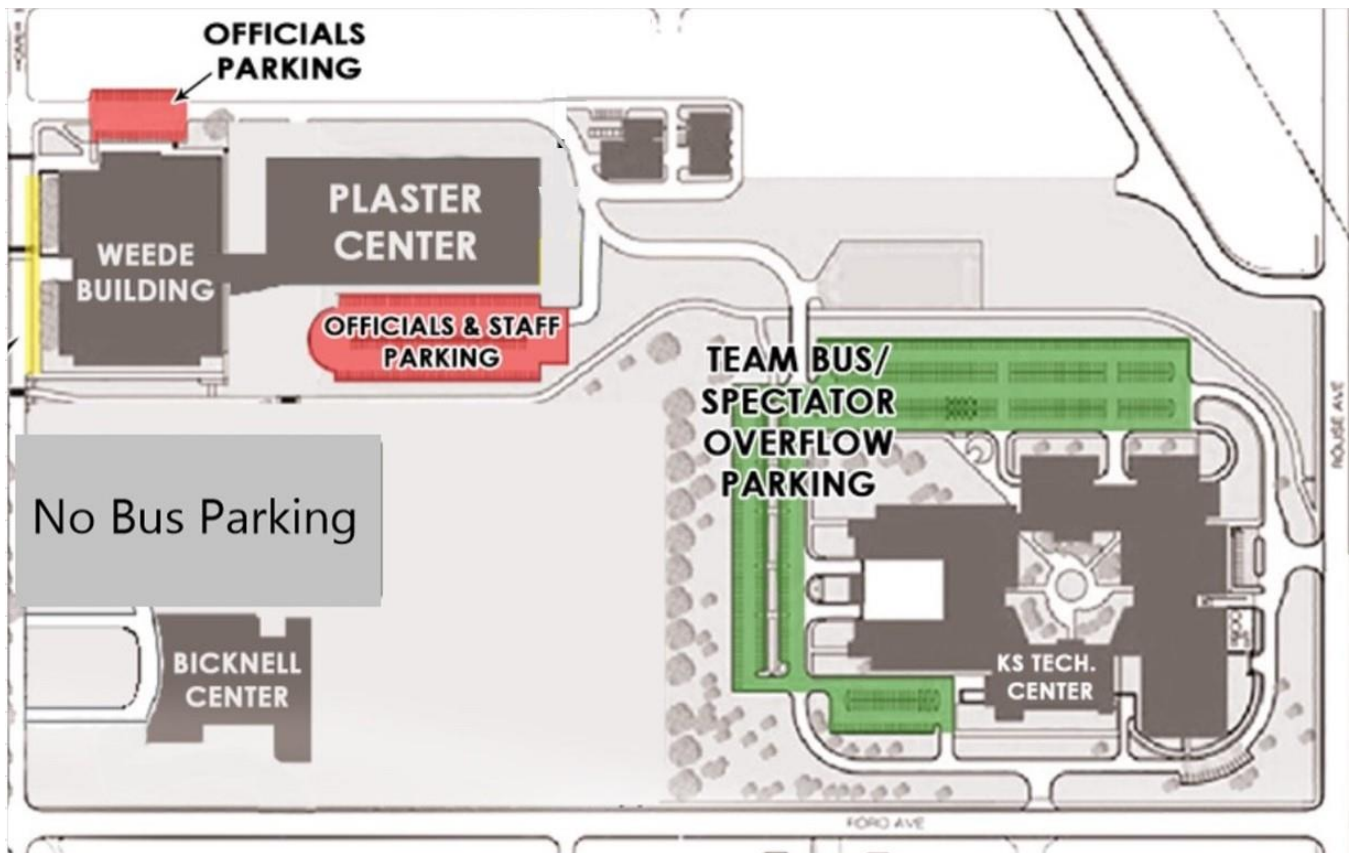 OFFICIALS
PARKING
PLASTER
CENTER
WEEDE
BUILDING
OFFICIALS & STAFF
PARKING
TEAM BUS/
SPECTATOR
OVERFLOW
PARKING
ROUSE AVE
No Bus Parking
BICKNELL
CENTER
KS TECH.
CENTER
FORD AVE